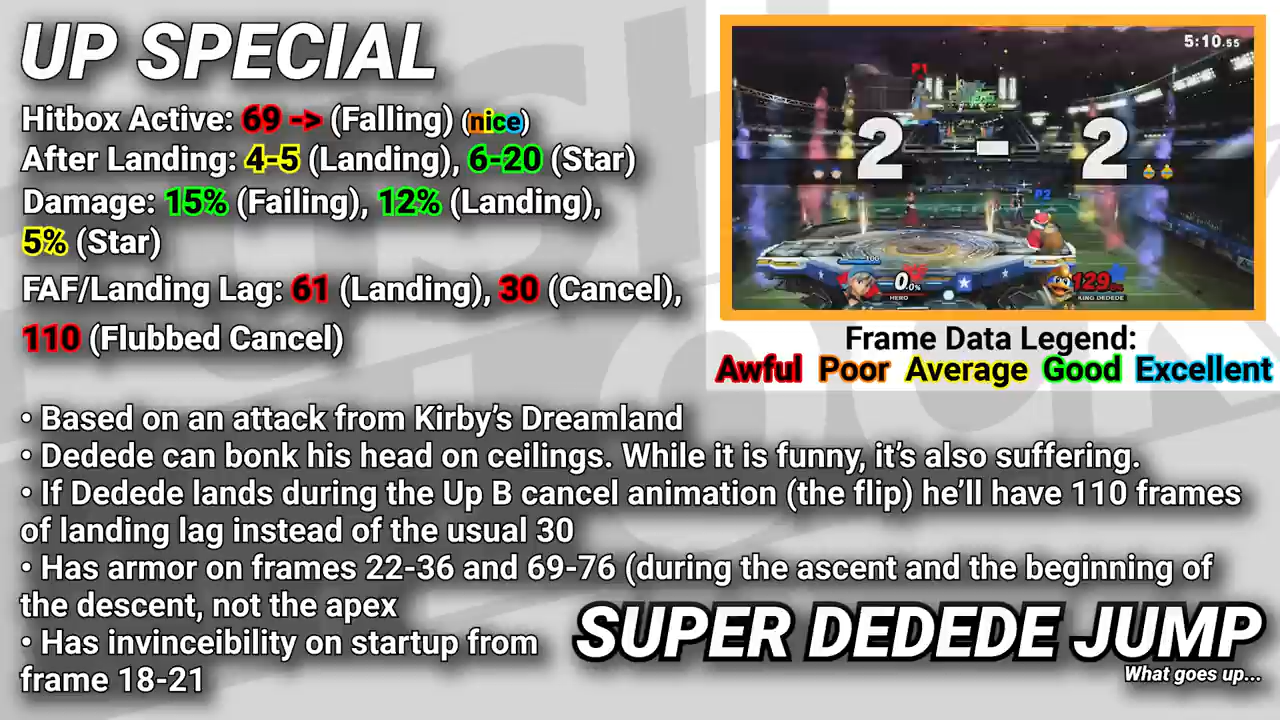 UP SPECIAL
Hitbox Active: 69 -> (Falling) (nice)
After Landing: 4-5 (Landing), 6-20 (Star)
Damage: 15% (Failing), 12% (Landing),
5% (Star)
FAF/Landing Lag: 61 (Landing), 30 (Cancel),
110 (Flubbed Cancel)
5:10.55
P1
2 - 2
P2
100
0.0%
HERO
129
KING DEDEDE
Frame Data Legend:
Awful Poor Average Good Excellent
• Based on an attack from Kirby's Dreamland
• Dedede can bonk his head on ceilings. While it is funny, it's also suffering.
• If Dedede lands during the Up B cancel animation (the flip) he'll have 110 frames
of landing lag instead of the usual 30
• Has armor on frames 22-36 and 69-76 (during the ascent and the beginning of
the descent, not the apex
• Has invinceibility on startup from
frame 18-21
SUPER DEDEDE JUMP
What goes up...